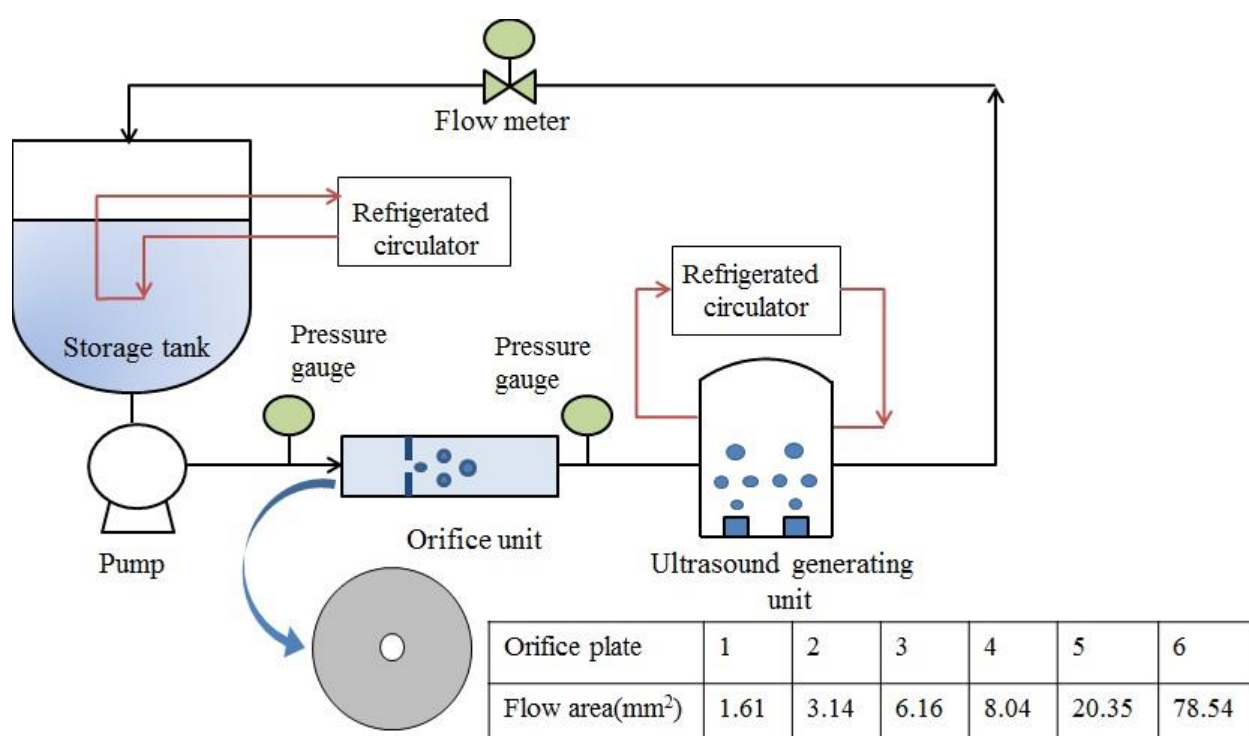 Flow meter
Refrigerated
circulator
Refrigerated
circulator
Storage tank
Pressure
gauge
Pressure
gauge
Pump
Orifice unit
Ultrasound generating
unit
Orifice plate 1 2 3 4 5 6
Flow area(mm²) 1.61 3.14 6.16 8.04 20.35 78.54